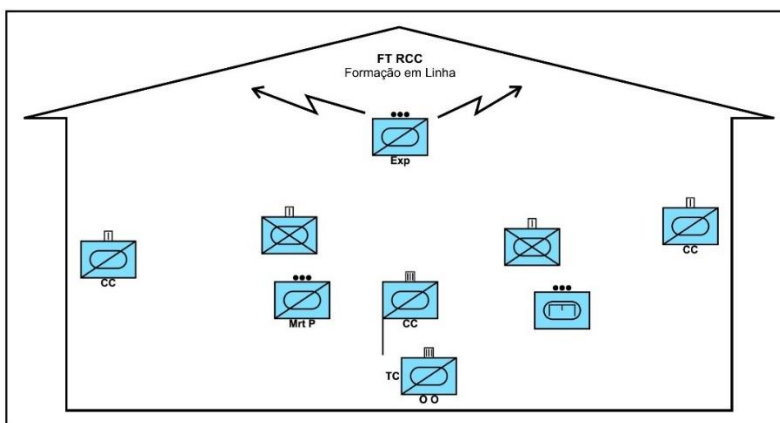 FT RCC
Formação em Linha
Exp
CC
CC
Mrt P
CC
TC
O O